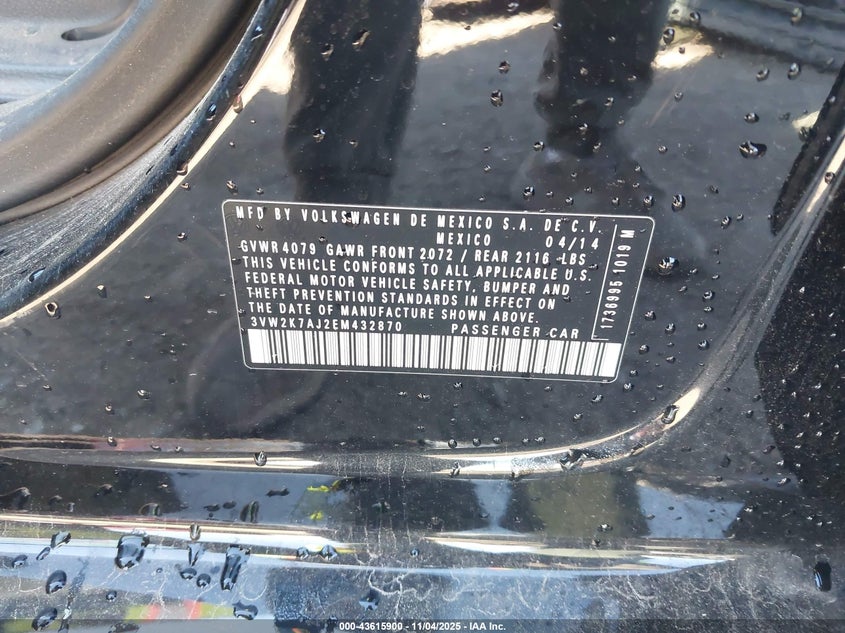 MFD BY VOLKSWAGEN DE MEXICO S.A. DE C.V.
MEXICO 04/14
GVWR 4079 GAWR FRONT 2072 / REAR 2116 LBS
THIS VEHICLE CONFORMS TO ALL APPLICABLE U.S.
FEDERAL MOTOR VEHICLE SAFETY, BUMPER AND
THEFT PREVENTION STANDARDS IN EFFECT ON
THE DATE OF MANUFACTURE SHOWN ABOVE.
3VW2K7AJ2EM432870 PASSENGER CAR
1736995 1019 M
000-43615900 - 11/04/2025 - IAA Inc.